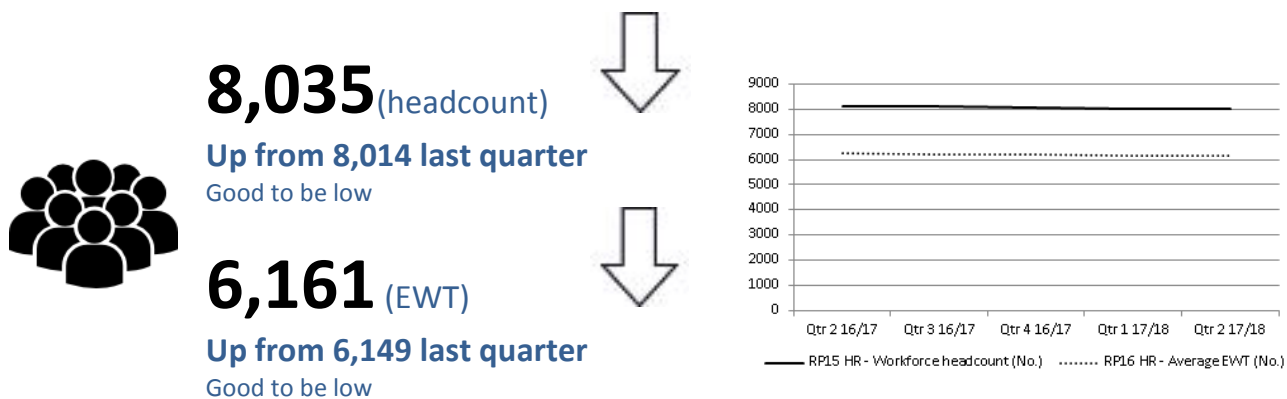 8,035 (headcount)
Up from 8,014 last quarter
Good to be low
6,161 (EWT)
Up from 6,149 last quarter
Good to be low
9000
8000
7000
6000
5000
4000
3000
2000
1000
0
Qtr 2 16/17 Qtr 3 16/17 Qtr 4 16/17 Qtr 1 17/18 Qtr 2 17/18
RP15 HR - Workforce headcount (No.) RP16 HR - Average EWT (No.)